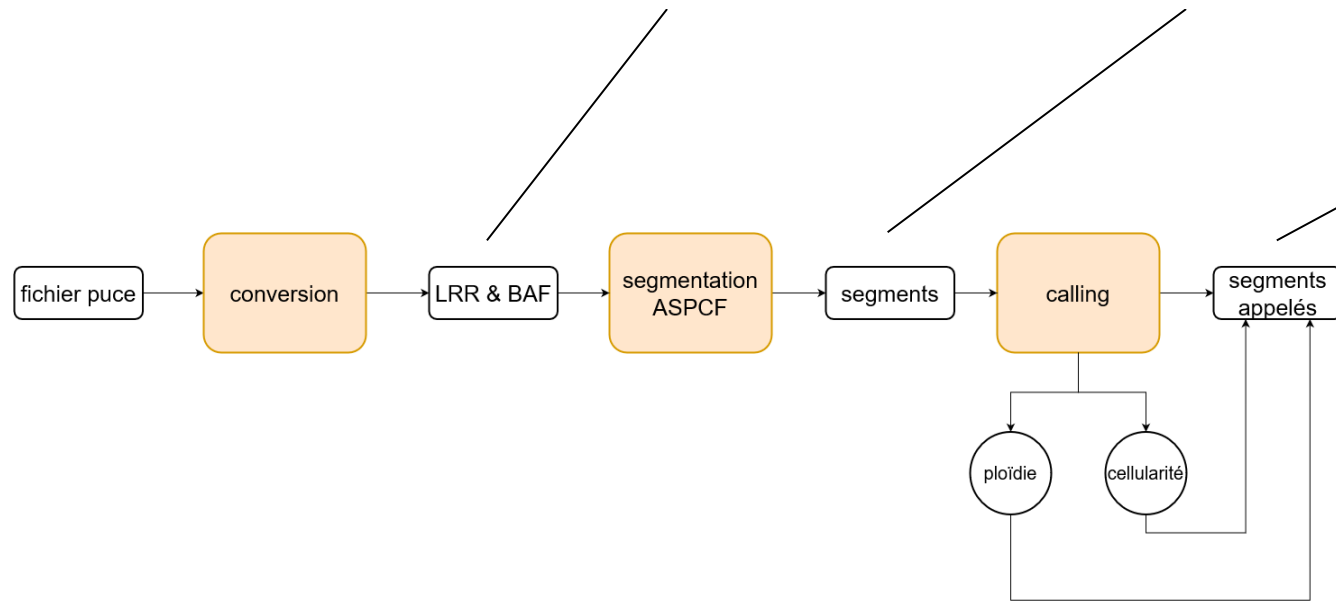 fichier puce
conversion
LRR & BAF
segmentation
ASPCF
segments
calling
segments
appelés
ploïdie
cellularité